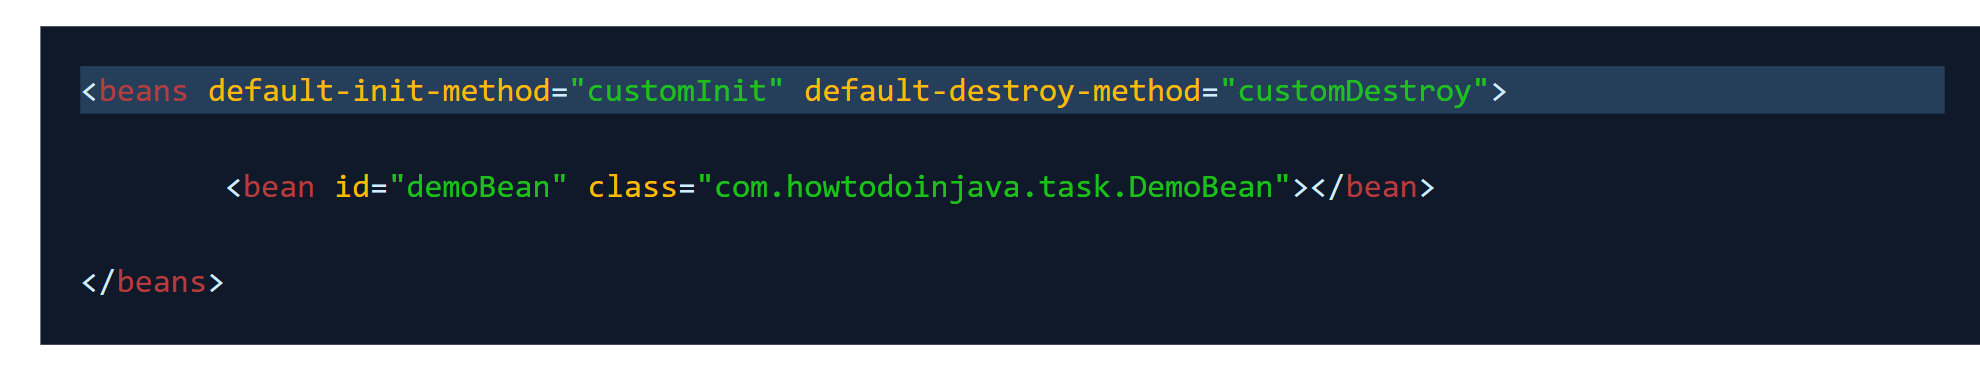 <beans default-init-method="customInit" default-destroy-method="customDestroy">
<bean id="demoBean" class="com.howtodoinjava.task.DemoBean"></bean>
</beans>